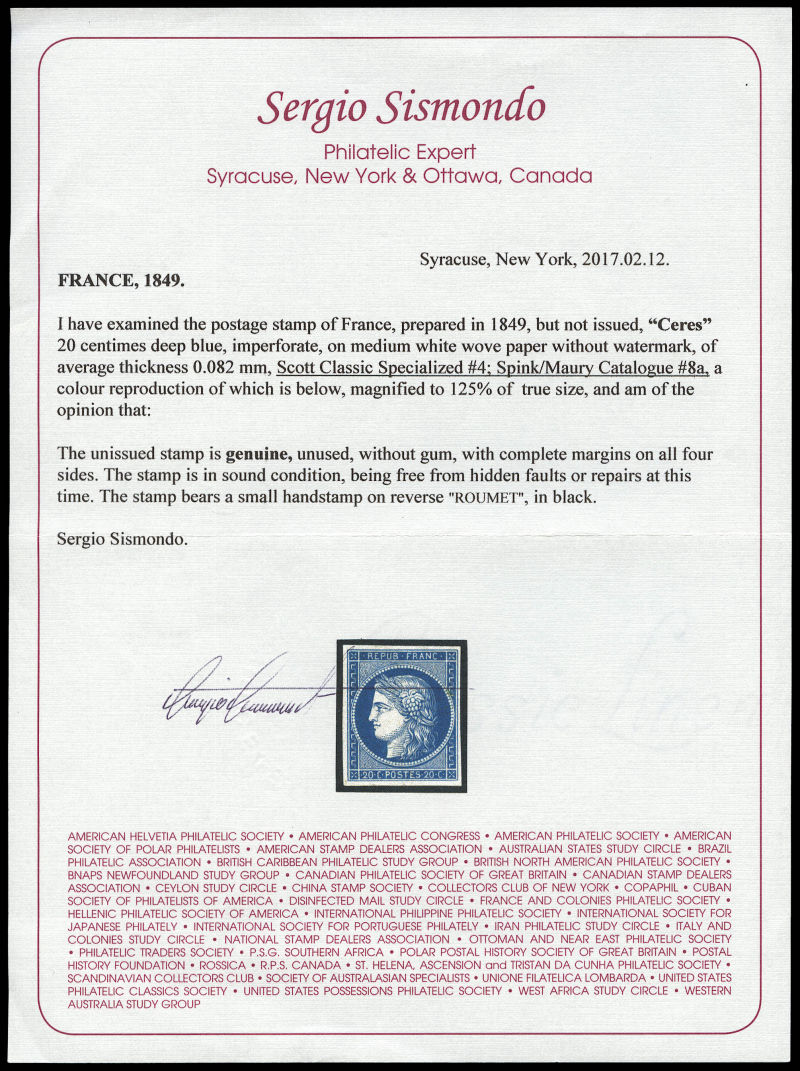 Sergio Sismondo
Philatelic Expert
Syracuse, New York & Ottawa, Canada
Syracuse, New York, 2017.02.12.
FRANCE, 1849.
I have examined the postage stamp of France, prepared in 1849, but not issued, “Ceres”
20 centimes deep blue, imperforate, on medium white wove paper without watermark, of
average thickness 0.082 mm, Scott Classic Specialized #4; Spink/Maury Catalogue #8a, a
colour reproduction of which is below, magnified to 125% of true size, and am of the
opinion that:
The unissued stamp is genuine, unused, without gum, with complete margins on all four
sides. The stamp is in sound condition, being free from hidden faults or repairs at this
time. The stamp bears a small handstamp on reverse "ROUMET", in black.
Sergio Sismondo.
REPUB · FRANC ·
20 · C · POSTES · 20 · C ·
AMERICAN HELVETIA PHILATELIC SOCIETY • AMERICAN PHILATELIC CONGRESS • AMERICAN PHILATELIC SOCIETY • AMERICAN
SOCIETY OF POLAR PHILATELISTS • AMERICAN STAMP DEALERS ASSOCIATION • AUSTRALIAN STATES STUDY CIRCLE • BRAZIL
PHILATELIC ASSOCIATION • BRITISH CARIBBEAN PHILATELIC STUDY GROUP • BRITISH NORTH AMERICAN PHILATELIC SOCIETY •
BNAPS NEWFOUNDLAND STUDY GROUP • CANADIAN PHILATELIC SOCIETY OF GREAT BRITAIN • CANADIAN STAMP DEALERS
ASSOCIATION • CEYLON STUDY CIRCLE • CHINA STAMP SOCIETY • COLLECTORS CLUB OF NEW YORK • COPAPHIL • CUBAN
SOCIETY OF PHILATELISTS OF AMERICA • DISINFECTED MAIL STUDY CIRCLE • FRANCE AND COLONIES PHILATELIC SOCIETY •
HELLENIC PHILATELIC SOCIETY OF AMERICA • INTERNATIONAL PHILIPPINE PHILATELIC SOCIETY • INTERNATIONAL SOCIETY FOR
JAPANESE PHILATELY • INTERNATIONAL SOCIETY FOR PORTUGUESE PHILATELY • IRAN PHILATELIC STUDY CIRCLE • ITALY AND
COLONIES STUDY CIRCLE • NATIONAL STAMP DEALERS ASSOCIATION • OTTOMAN AND NEAR EAST PHILATELIC SOCIETY
• PHILATELIC TRADERS SOCIETY • P.S.G. SOUTHERN AFRICA • POLAR POSTAL HISTORY SOCIETY OF GREAT BRITAIN • POSTAL
HISTORY FOUNDATION • ROSSICA • R.P.S. CANADA • ST. HELENA, ASCENSION and TRISTAN DA CUNHA PHILATELIC SOCIETY •
SCANDINAVIAN COLLECTORS CLUB • SOCIETY OF AUSTRALASIAN SPECIALISTS • UNIONE FILATELICA LOMBARDA • UNITED STATES
PHILATELIC CLASSICS SOCIETY • UNITED STATES POSSESSIONS PHILATELIC SOCIETY • WEST AFRICA STUDY CIRCLE • WESTERN
AUSTRALIA STUDY GROUP